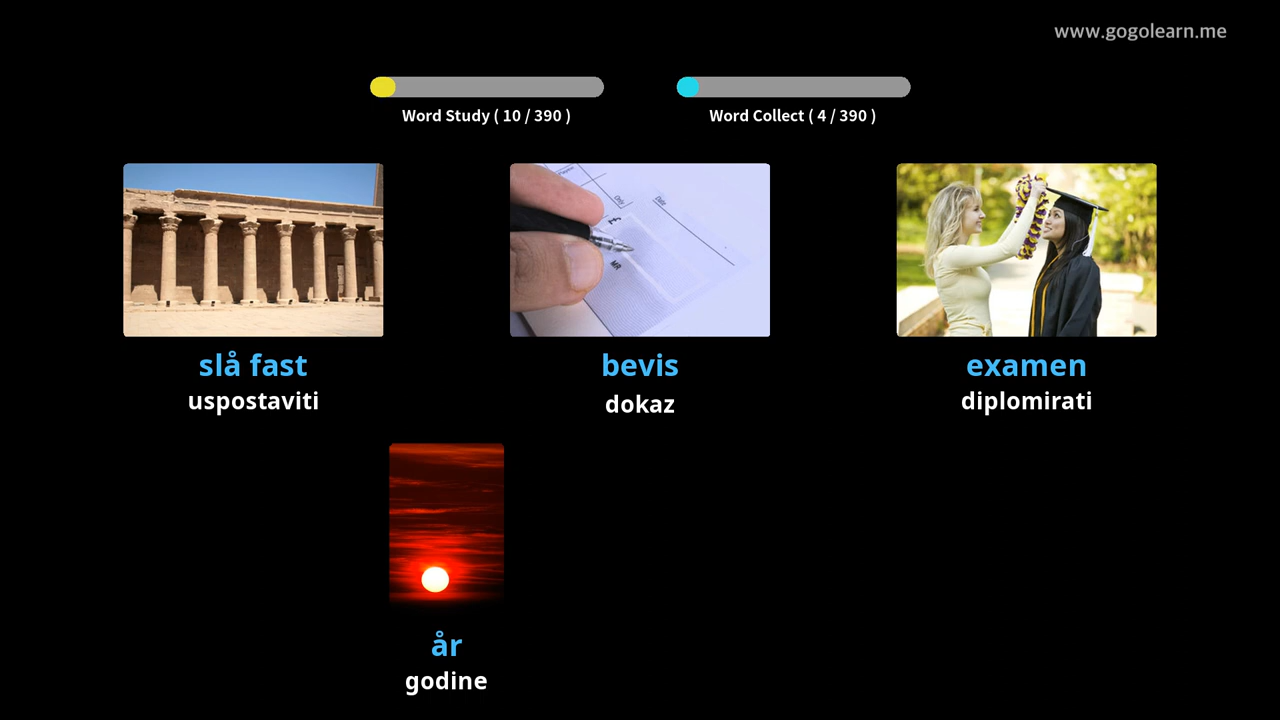 www.gogolearn.me
Word Study ( 10 / 390 )
Word Collect ( 4 / 390 )
slå fast
uspostaviti
bevis
dokaz
examen
diplomirati
år
godine